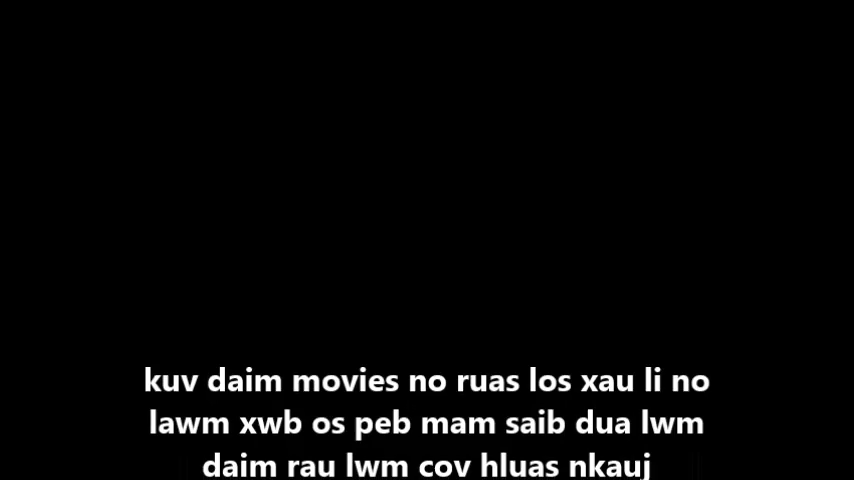 kuv daim movies no ruas los xau li no
lawm xwb os peb mam saib dua lwm
daim rau lwm cov hluas nkauj